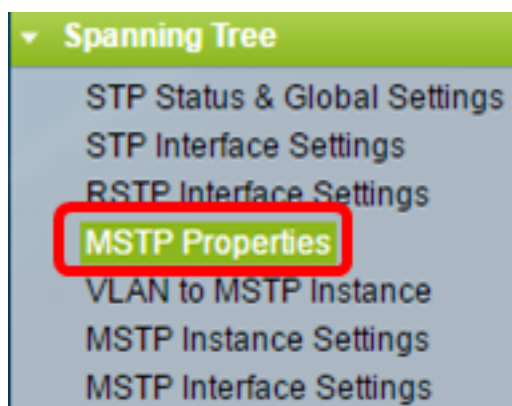 Spanning Tree
STP Status & Global Settings
STP Interface Settings
RSTP Interface Settings
MSTP Properties
VLAN to MSTP Instance
MSTP Instance Settings
MSTP Interface Settings